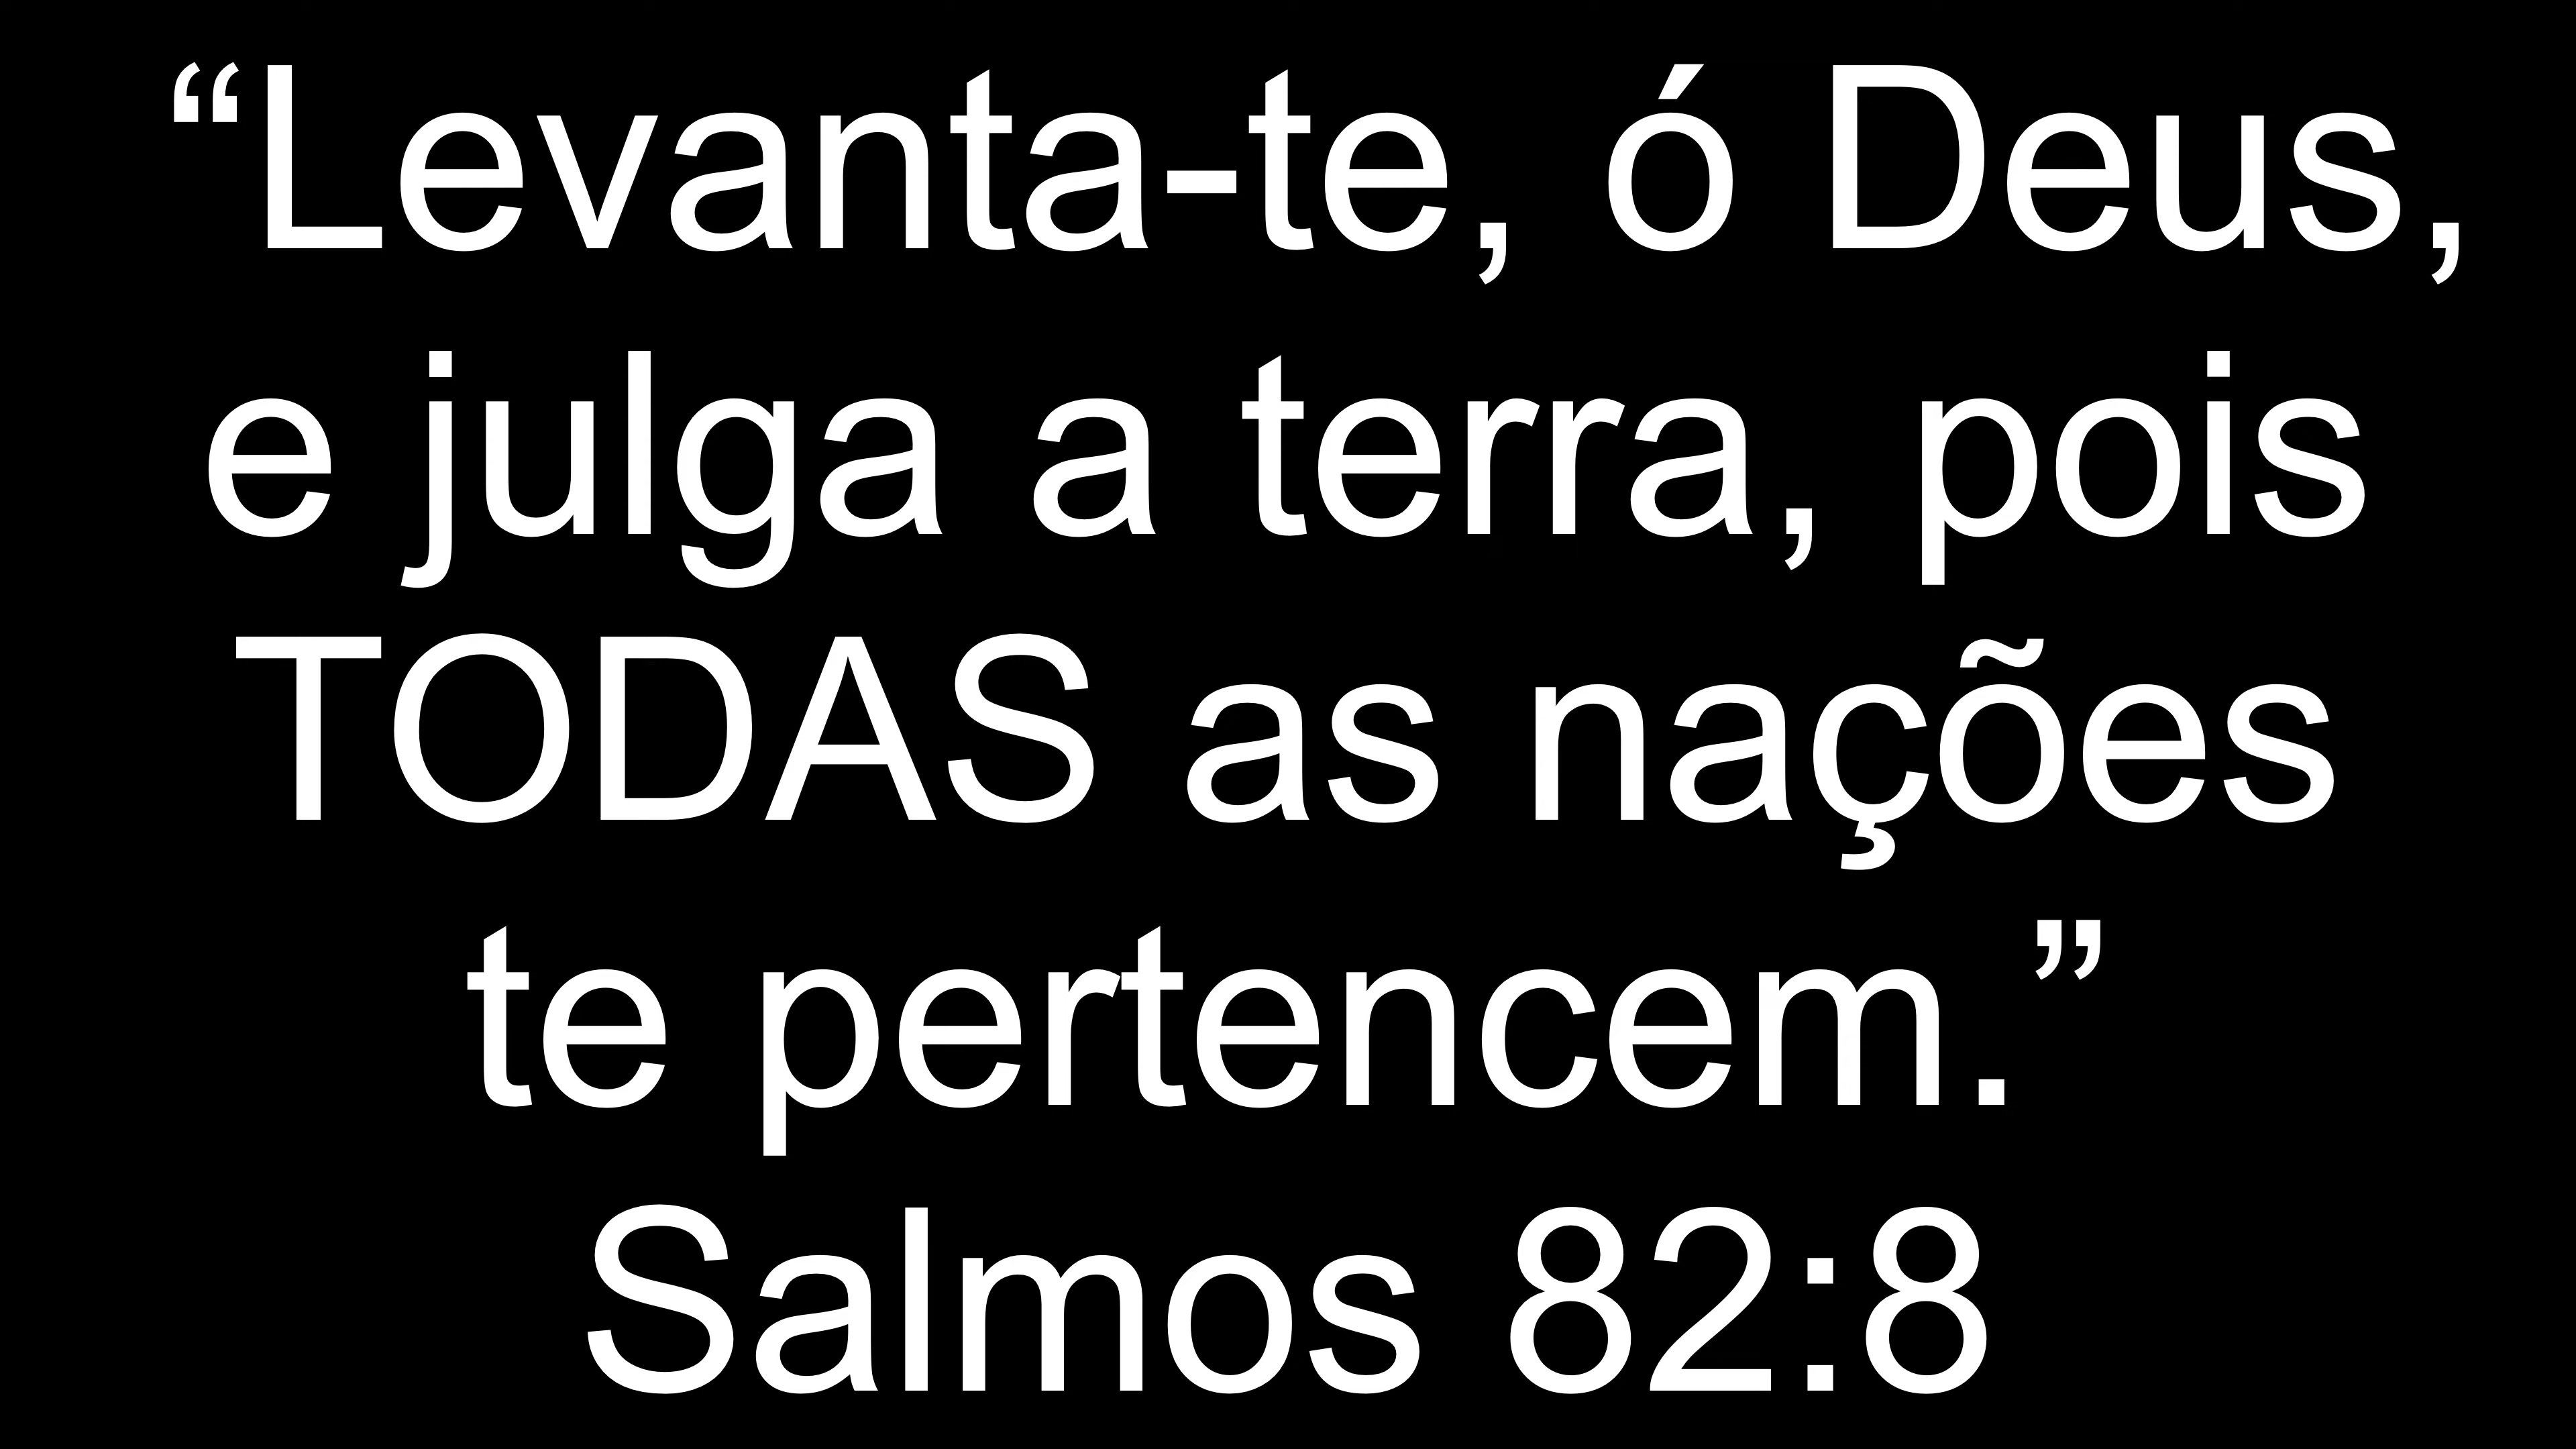 “Levanta-te, ó Deus,
e julga a terra, pois
TODAS as nações
te pertencem.”
Salmos 82:8